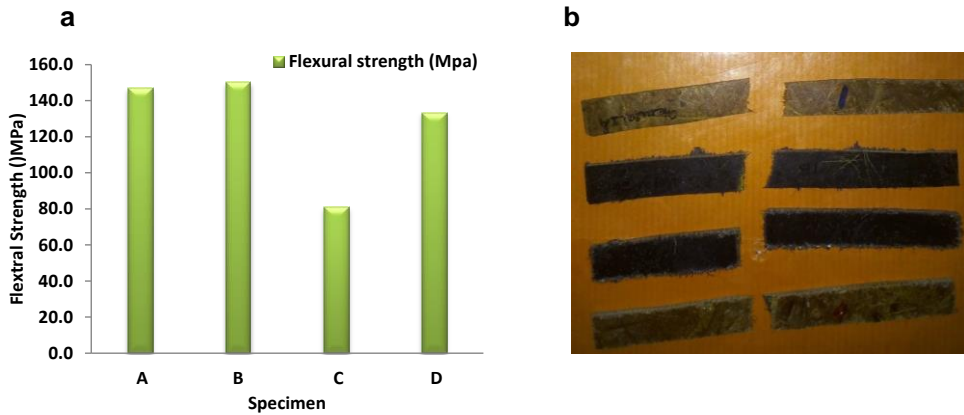 a
b
Flexural strength (Mpa)
Flextral Strength ()MPa)
160.0
140.0
120.0
100.0
80.0
60.0
40.0
20.0
0.0
A B C D
Specimen